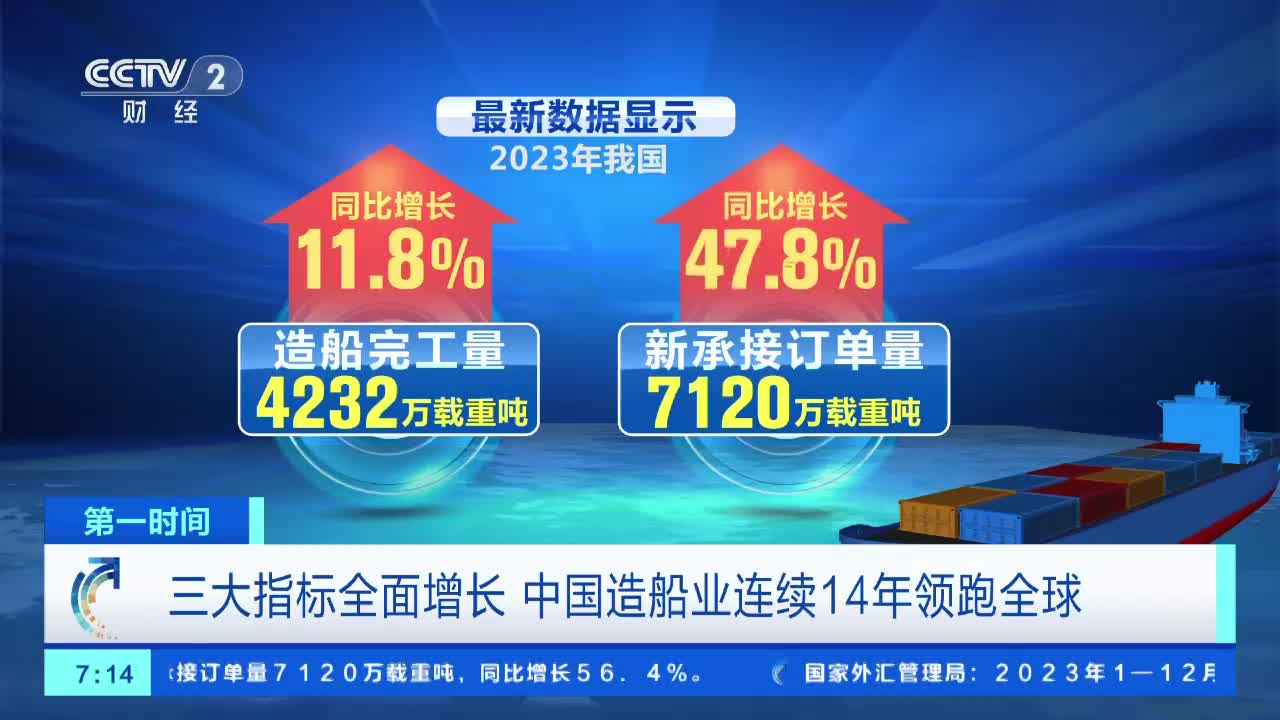 CCTV 2
财 经
最新数据显示
2023年我国
同比增长
11.8%
造船完工量
4232万载重吨
同比增长
47.8%
新承接订单量
7120万载重吨
第一时间
三大指标全面增长 中国造船业连续14年领跑全球
7:14
接订单量7120万载重吨，同比增长56.4%。 国家外汇管理局：2023年1—12月